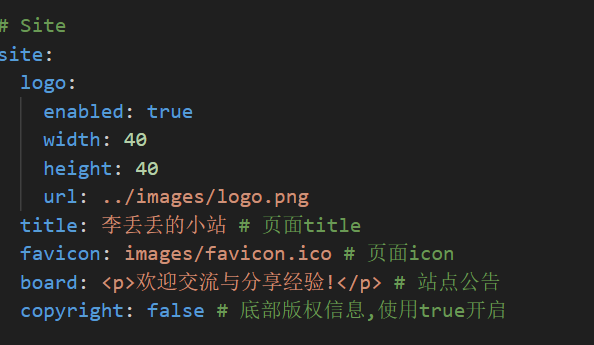 # Site
site:
  logo:
    enabled: true
    width: 40
    height: 40
    url: ../images/logo.png
  title: 李丢丢的小站 # 页面title
  favicon: images/favicon.ico # 页面icon
  board: <p>欢迎交流与分享经验!</p> # 站点公告
  copyright: false # 底部版权信息,使用true开启